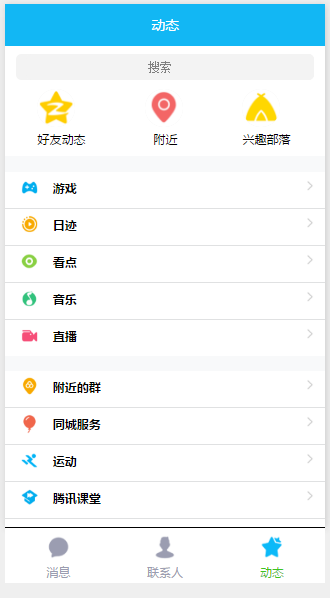 动态
搜索
好友动态 附近 兴趣部落
游戏
日迹
看点
音乐
直播
附近的群
同城服务
运动
腾讯课堂
消息 联系人 动态